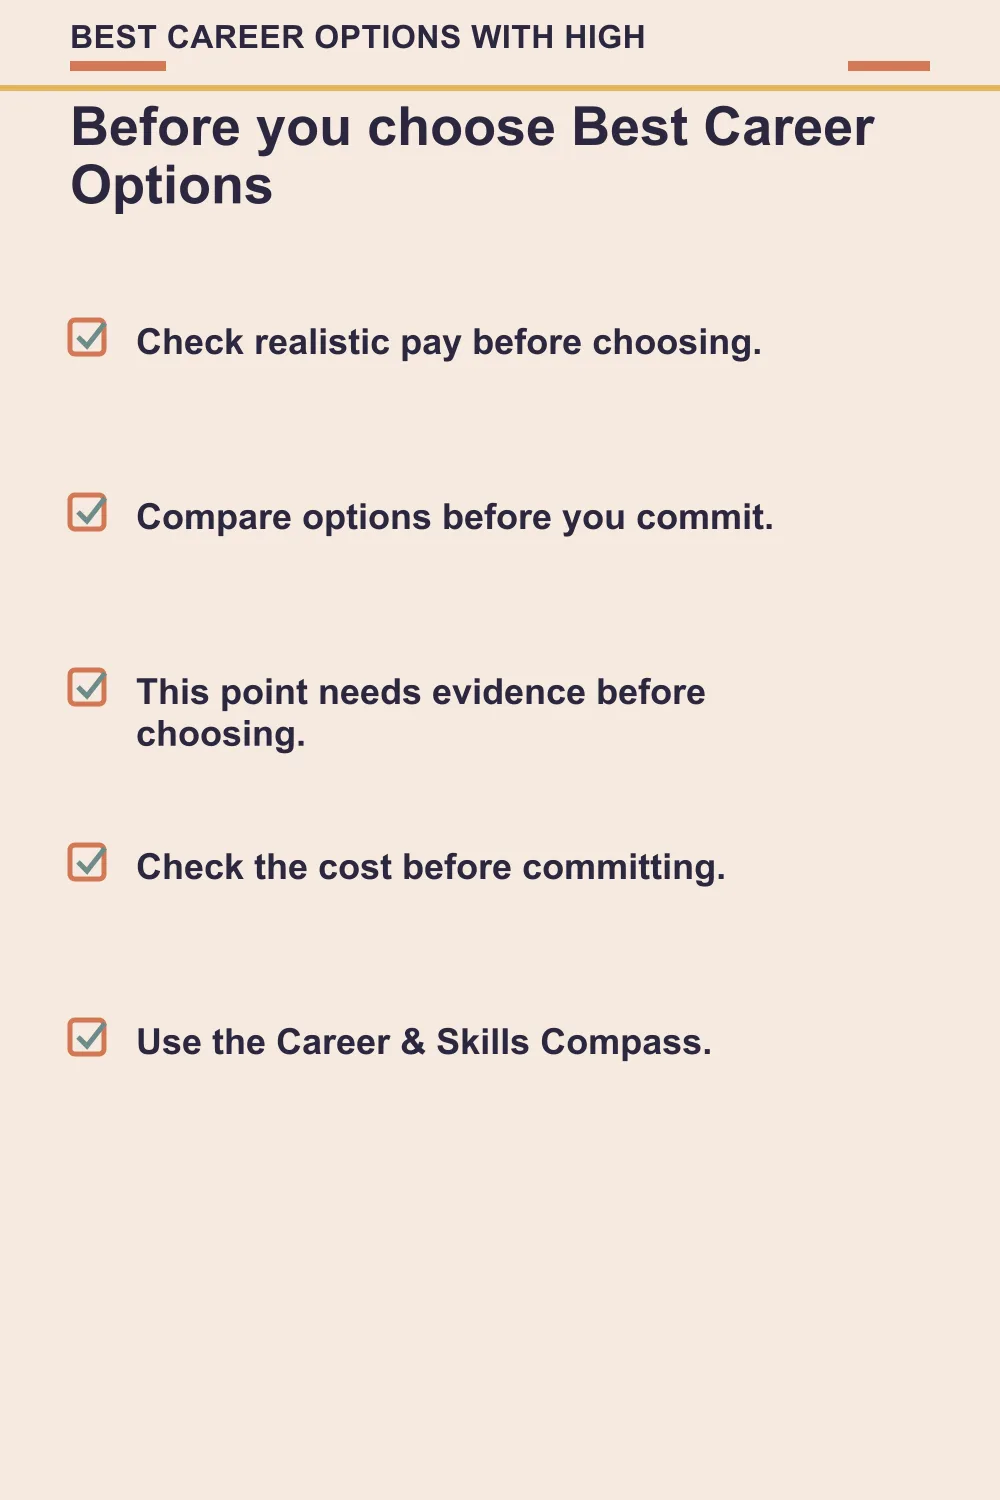 BEST CAREER OPTIONS WITH HIGH
Before you choose Best Career
Options
Check realistic pay before choosing.
Compare options before you commit.
This point needs evidence before
choosing.
Check the cost before committing.
Use the Career & Skills Compass.